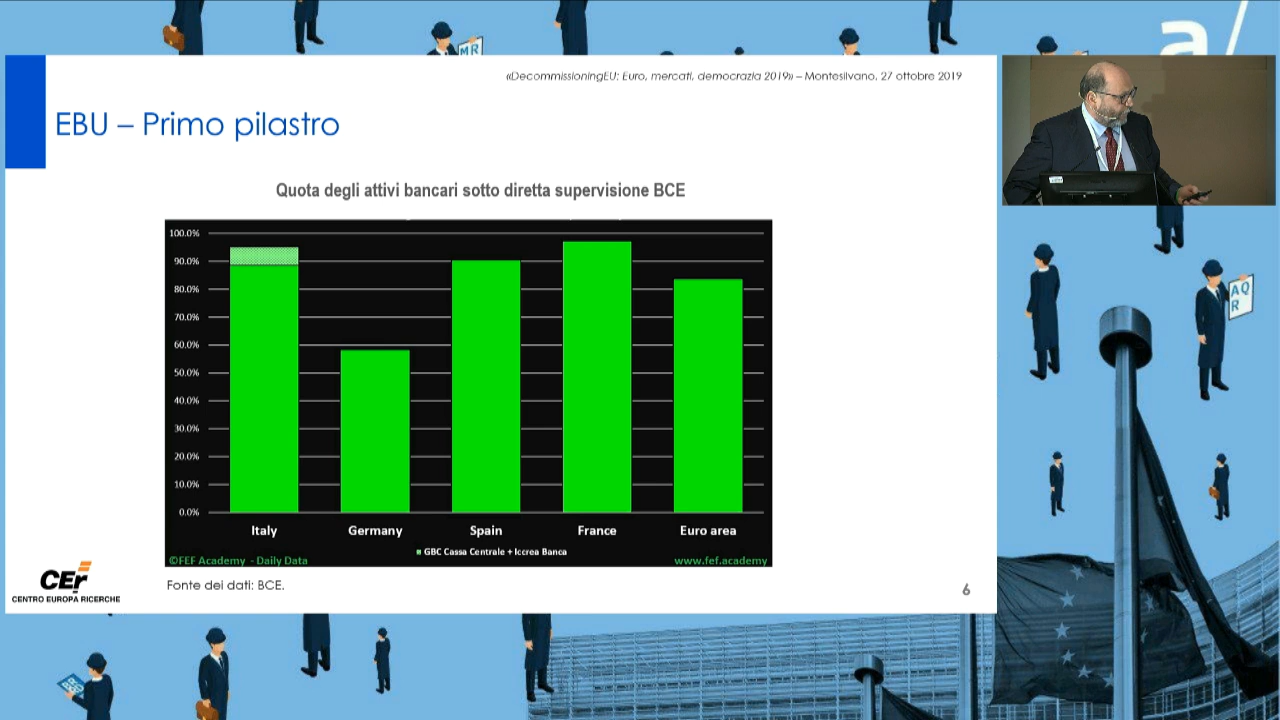 MR
a/
«DecommissioningEU: Euro, mercati, democrazia 2019» – Montesilvano, 27 ottobre 2019
EBU – Primo pilastro
Quota degli attivi bancari sotto diretta supervisione BCE
100.0%
90.0%
80.0%
70.0%
60.0%
50.0%
40.0%
30.0%
20.0%
10.0%
0.0%
Italy Germany Spain France Euro area
GBC Cassa Centrale + Iccrea Banca
©FEF Academy - Daily Data www.fef.academy
Fonte dei dati: BCE.
CER
CENTRO EUROPA RICERCHE
6
AQ
R